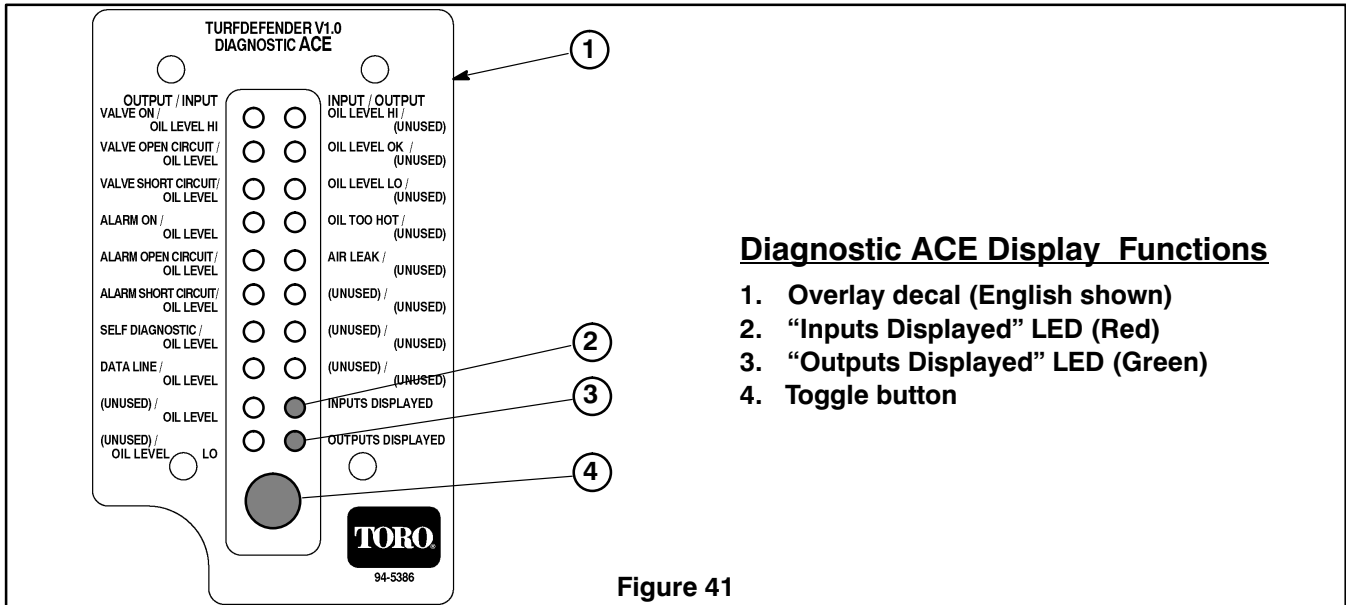 TURFDEFENDER V1.0
DIAGNOSTIC ACE
OUTPUT / INPUT
VALVE ON /
OIL LEVEL HI
VALVE OPEN CIRCUIT /
OIL LEVEL
VALVE SHORT CIRCUIT/
OIL LEVEL
ALARM ON /
OIL LEVEL
ALARM OPEN CIRCUIT/
OIL LEVEL
ALARM SHORT CIRCUIT/
OIL LEVEL
SELF DIAGNOSTIC /
OIL LEVEL
DATA LINE /
OIL LEVEL
(UNUSED) /
OIL LEVEL
(UNUSED) /
OIL LEVEL LO
INPUT / OUTPUT
OIL LEVEL HI /
(UNUSED)
OIL LEVEL OK /
(UNUSED)
OIL LEVEL LO /
(UNUSED)
OIL TOO HOT /
(UNUSED)
AIR LEAK /
(UNUSED)
(UNUSED) /
(UNUSED)
(UNUSED) /
(UNUSED)
(UNUSED) /
(UNUSED)
INPUTS DISPLAYED
OUTPUTS DISPLAYED
TORO
94-5386
1
2
3
4
Diagnostic ACE Display Functions
1. Overlay decal (English shown)
2. “Inputs Displayed” LED (Red)
3. “Outputs Displayed” LED (Green)
4. Toggle button
Figure 41